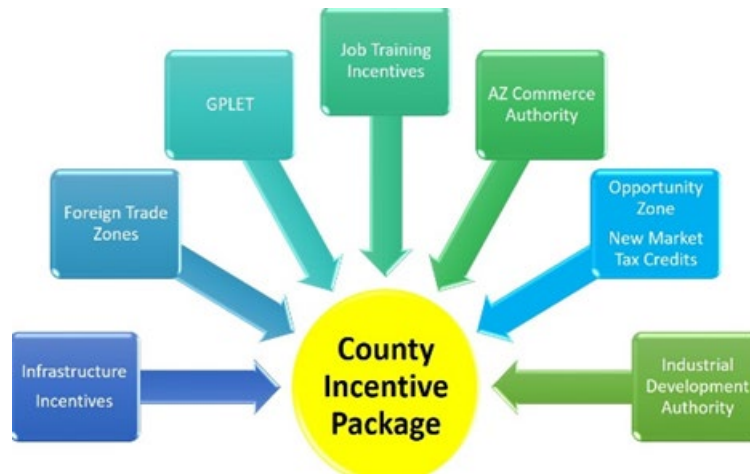 Job Training
Incentives
GPLET
AZ Commerce
Authority
Foreign Trade
Zones
Opportunity
Zone
New Market
Tax Credits
Infrastructure
Incentives
County
Incentive
Package
Industrial
Development
Authority